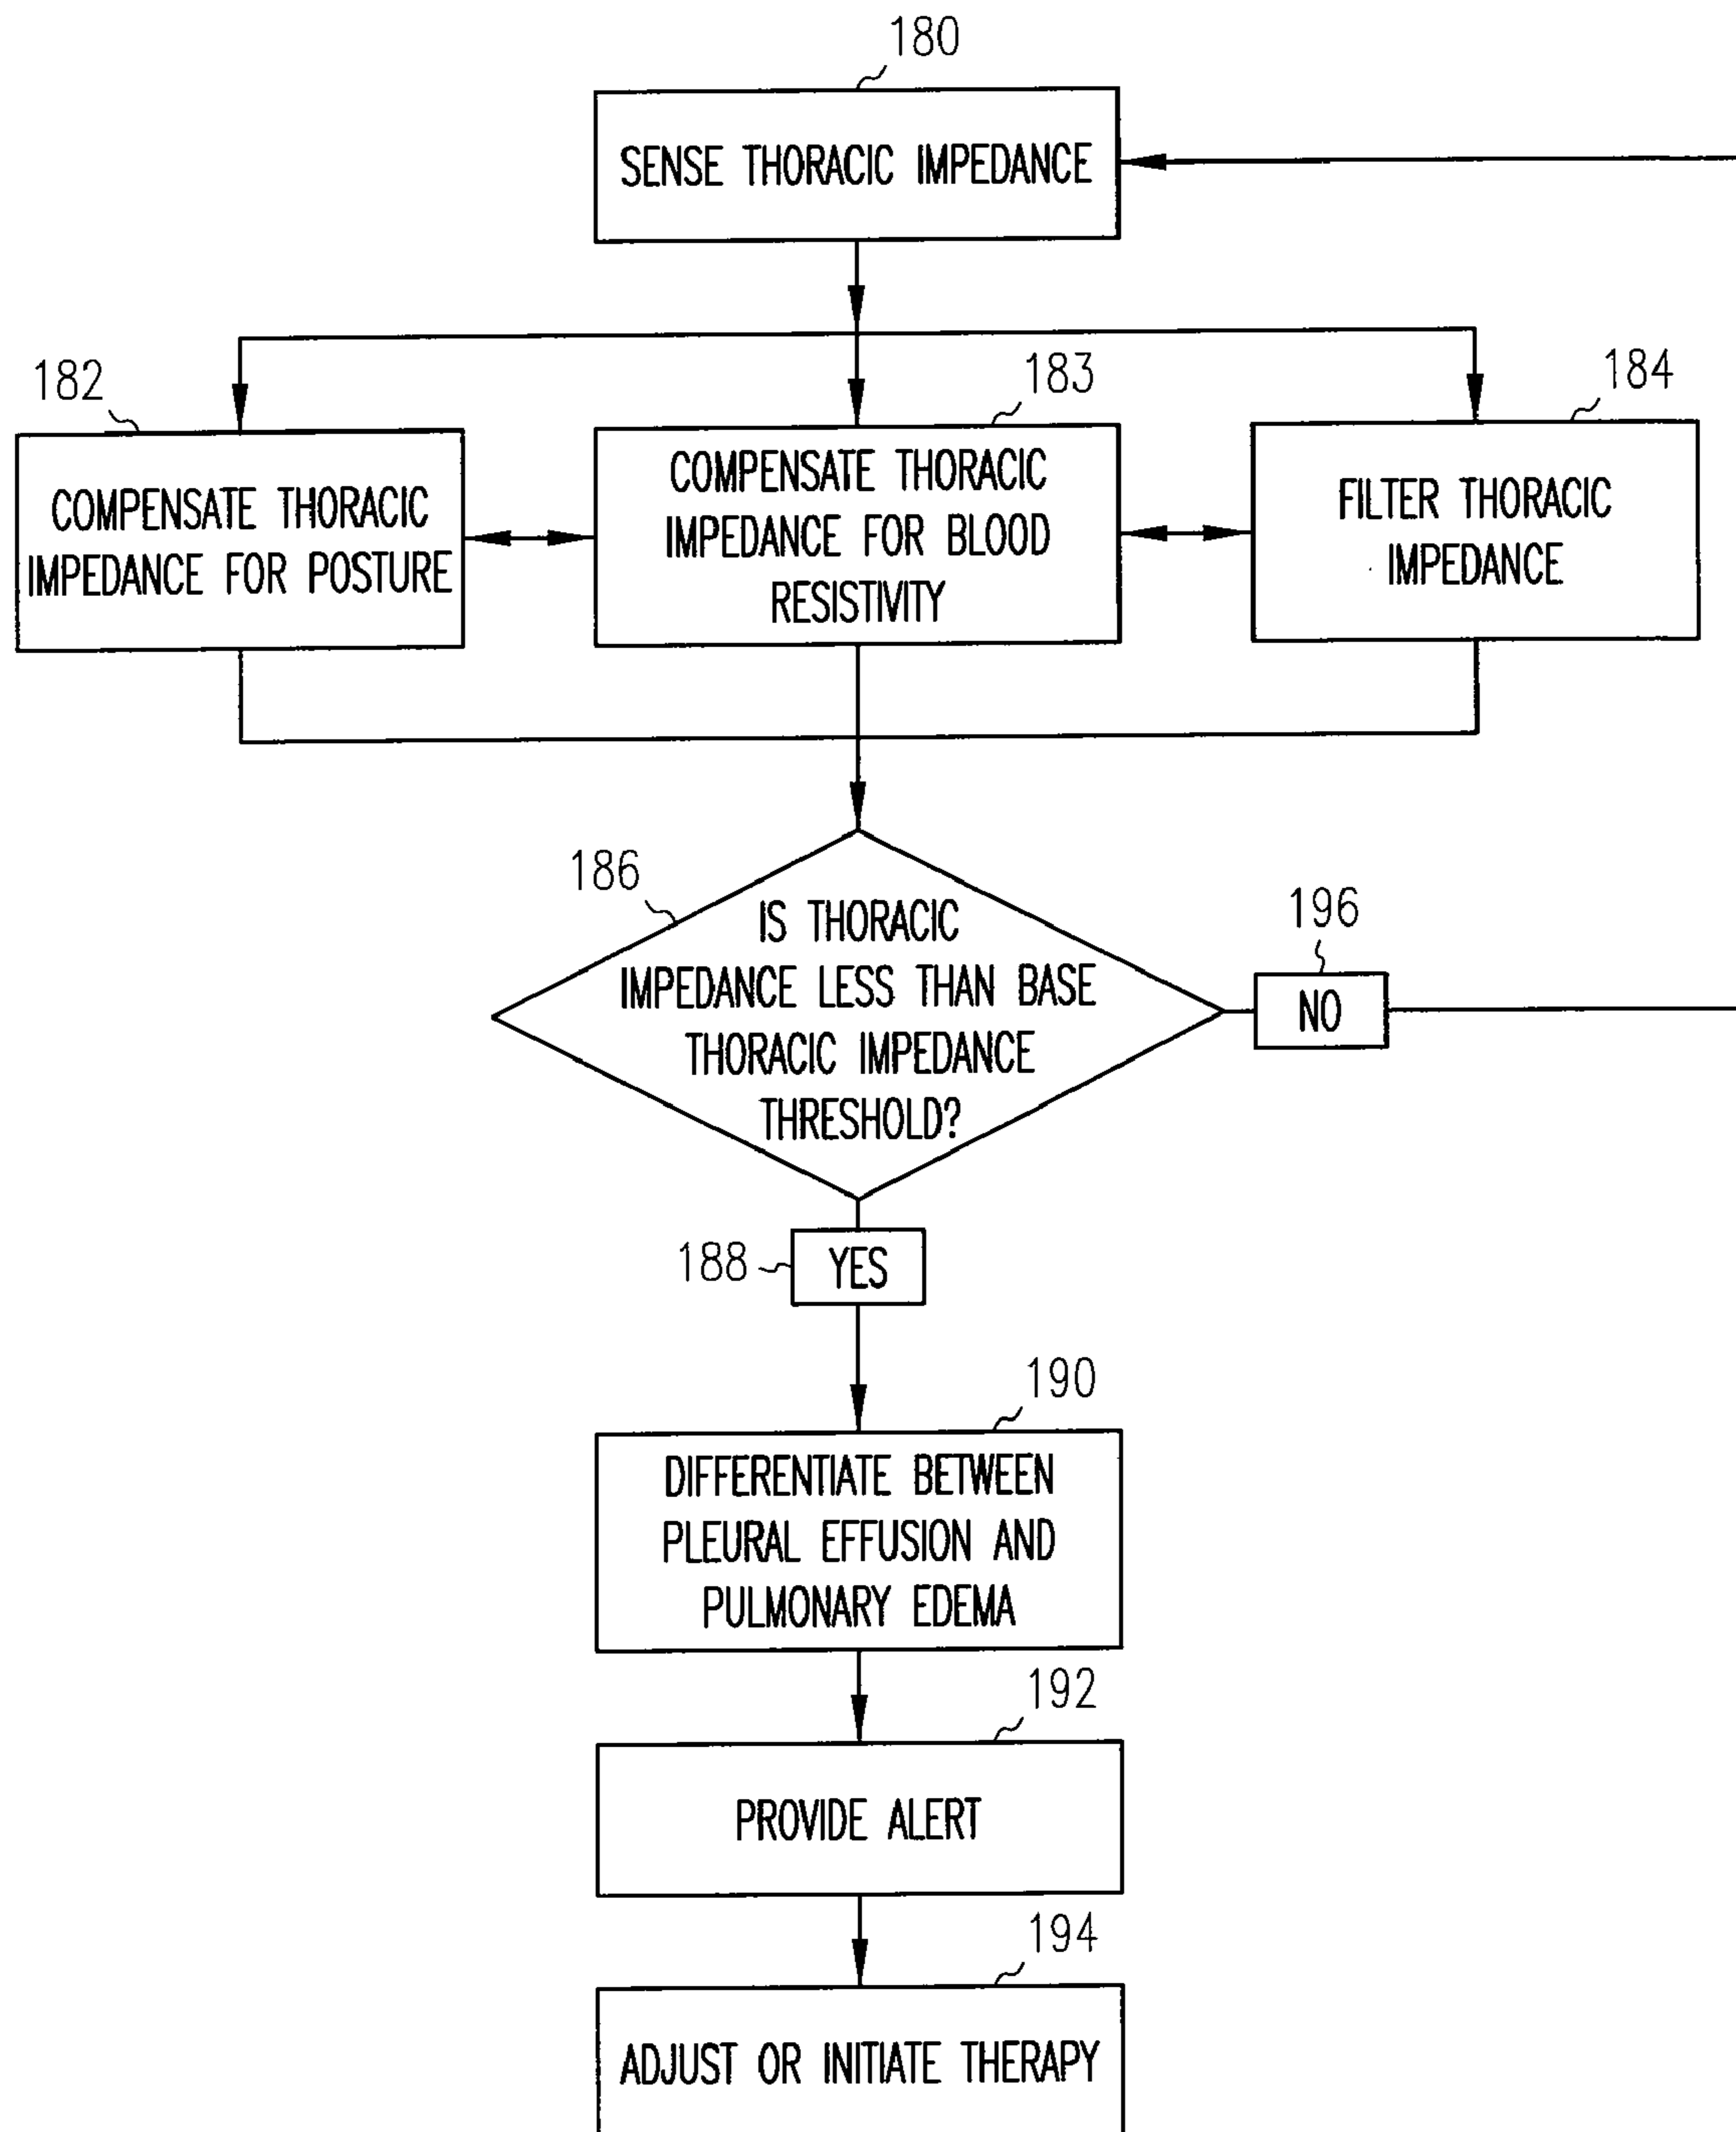 180
SENSE THORACIC IMPEDANCE
182
COMPENSATE THORACIC
IMPEDANCE FOR POSTURE
183
COMPENSATE THORACIC
IMPEDANCE FOR BLOOD
RESISTIVITY
184
FILTER THORACIC
IMPEDANCE
186
IS THORACIC
IMPEDANCE LESS THAN BASE
THORACIC IMPEDANCE
THRESHOLD?
196
NO
188
YES
190
DIFFERENTIATE BETWEEN
PLEURAL EFFUSION AND
PULMONARY EDEMA
192
PROVIDE ALERT
194
ADJUST OR INITIATE THERAPY